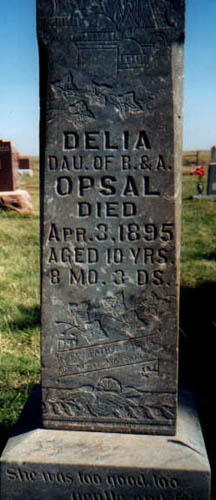 DELIA
DAU. OF B. & A.
OPSAL
DIED
APR. 3. 1895
AGED 10 YRS.
8 MO. 3 DS.
She was too good, too